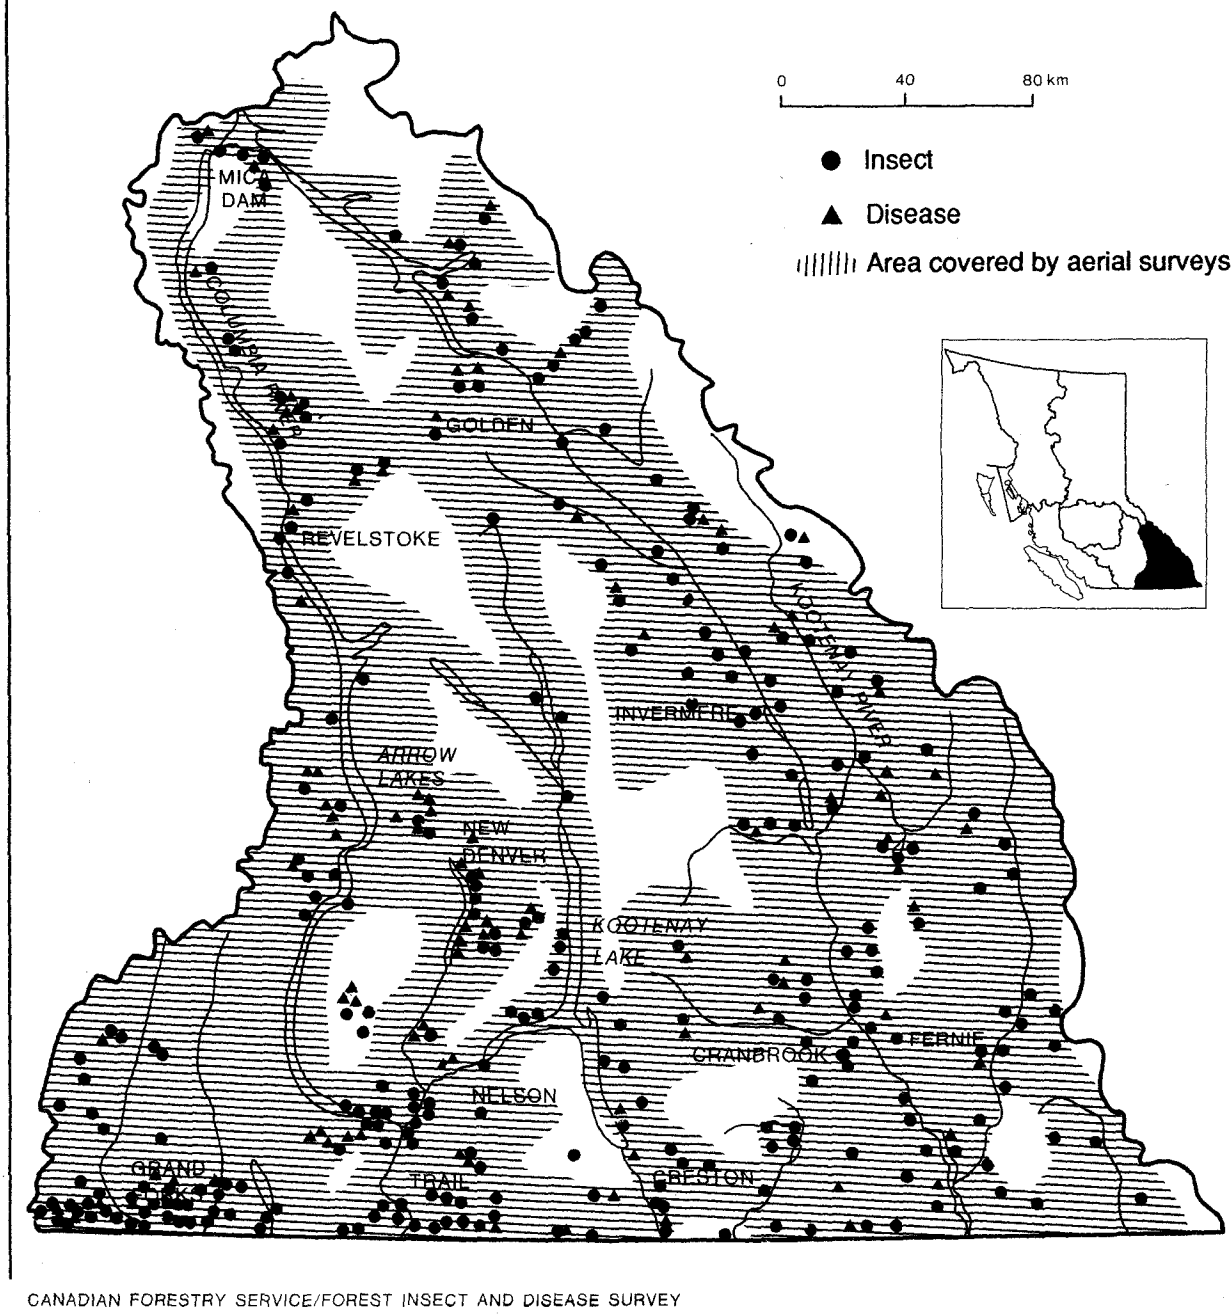 0 40 80 km
Insect
Disease
Area covered by aerial surveys
MICA
DAM
COLUMBIA RIVER
GOLDEN
REVELSTOKE
KOOTENAY RIVER
INVERMERE
ARROW
LAKES
NEW
DENVER
KOOTENAY
LAKE
CRANBROOK
FERNIE
NELSON
GRAND
FORKS
TRAIL
CRESTON
CANADIAN FORESTRY SERVICE/FOREST INSECT AND DISEASE SURVEY